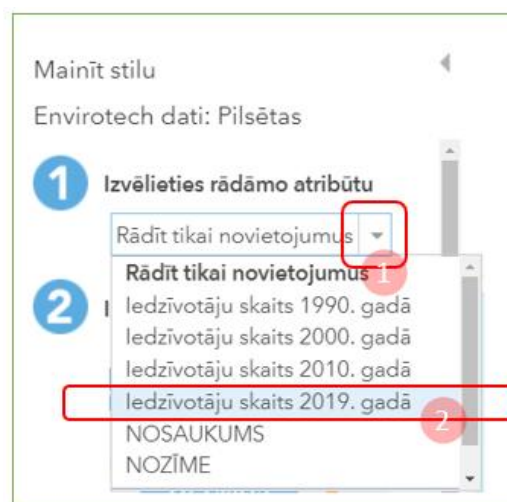 Mainīt stilu
Envirotech dati: Pilsētas
1 Izvēlieties rādāmo atribūtu
Rādīt tikai novietojumus
1
Rādīt tikai novietojumus
2
Iedzīvotāju skaits 1990. gadā
Iedzīvotāju skaits 2000. gadā
Iedzīvotāju skaits 2010. gadā
Iedzīvotāju skaits 2019. gadā
2
NOSAUKUMS
NOZĪME